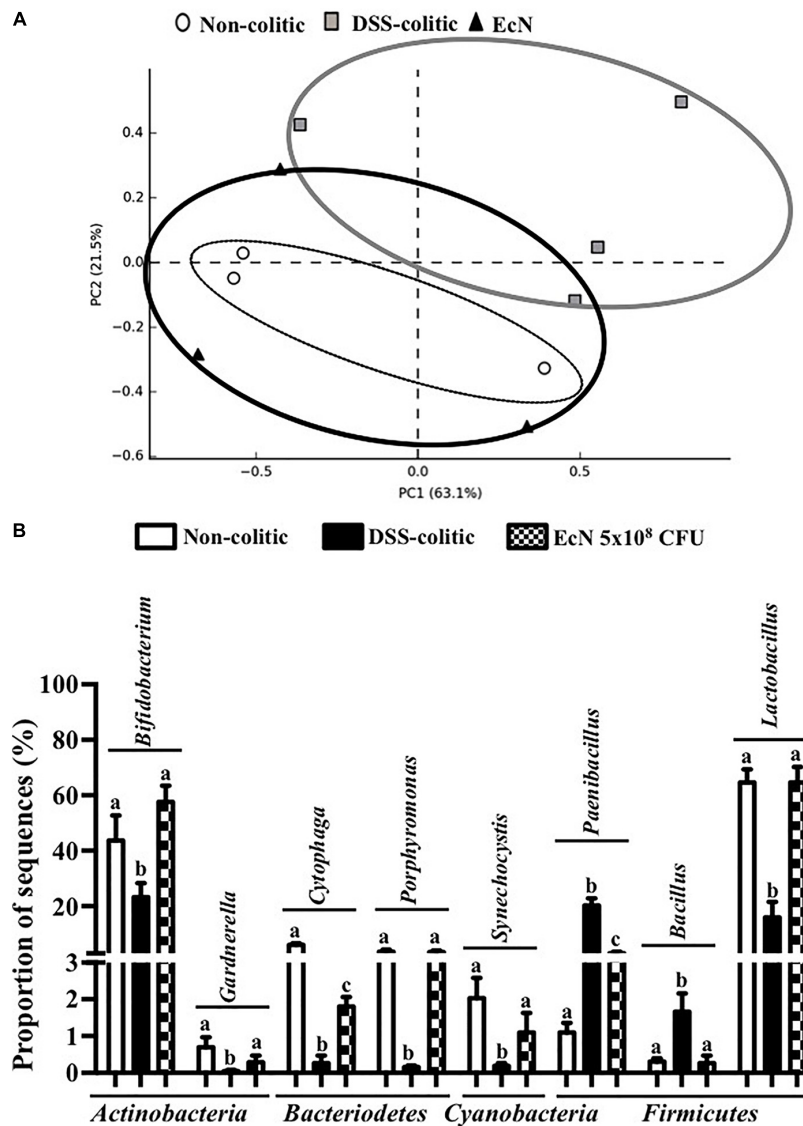 A
Non-colitic DSS-colitic EcN
0.4
0.2
0.0
−0.2
−0.4
−0.6
PC2 (21.5%)
−0.5 0.0 0.5
PC1 (63.1%)
B
Non-colitic DSS-colitic EcN 5x10⁸ CFU
Proportion of sequences (%)
100
80
60
40
20
3
2
1
0
Bifidobacterium
a b a
Gardnerella
a b a
Cytophaga
a b c
Porphyromonas
a b a
Synechocystis
a b a
Paenibacillus
a b c
Bacillus
a b a
Lactobacillus
a b a
Actinobacteria Bacteriodetes Cyanobacteria Firmicutes